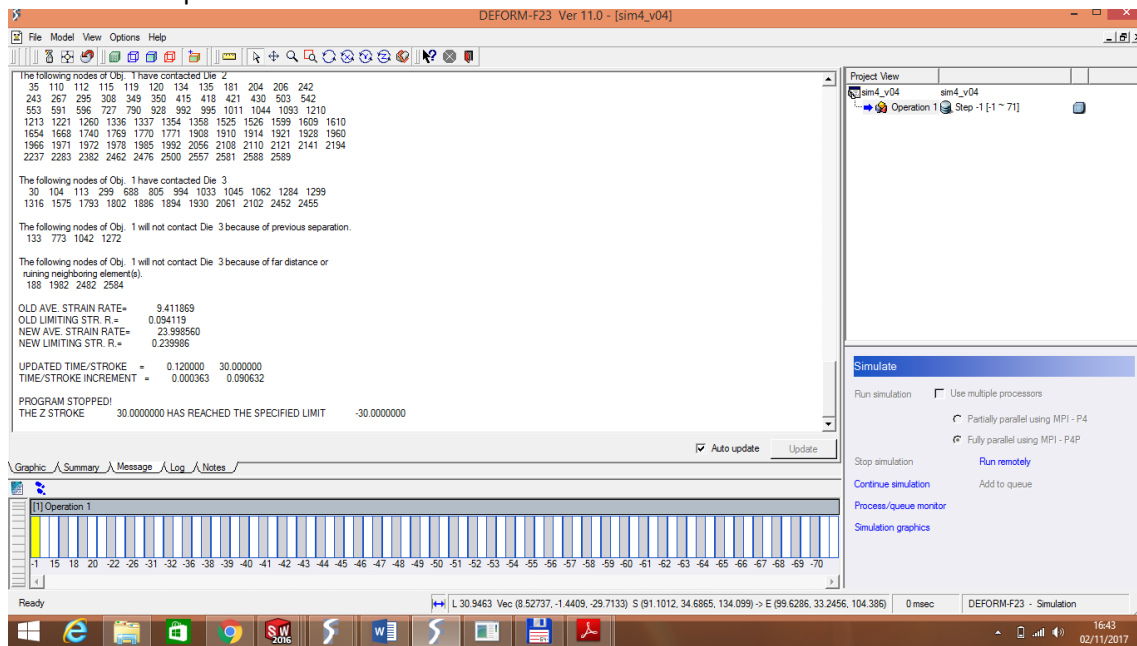 DEFORM-F23 Ver 11.0 - [sim4_v04]
File Model View Options Help
The following nodes of Obj. 1 have contacted Die 2
35 110 112 115 119 120 134 135 181 204 206 242
243 267 295 308 349 350 415 418 421 430 503 542
553 591 596 727 790 928 992 995 1011 1044 1093 1210
1213 1221 1260 1336 1337 1354 1358 1525 1526 1599 1609 1610
1654 1668 1740 1769 1770 1771 1908 1910 1914 1921 1928 1960
1966 1971 1972 1978 1985 1992 2056 2108 2110 2121 2141 2194
2237 2283 2382 2462 2476 2500 2557 2581 2588 2589
The following nodes of Obj. 1 have contacted Die 3
30 104 113 299 688 805 994 1033 1045 1062 1284 1299
1316 1575 1793 1802 1886 1894 1930 2061 2102 2452 2455
The following nodes of Obj. 1 will not contact Die 3 because of previous separation.
133 773 1042 1272
The following nodes of Obj. 1 will not contact Die 3 because of far distance or
ruining neighboring element(s).
188 1982 2482 2584
OLD AVE. STRAIN RATE= 9.411869
OLD LIMITING STR. R.= 0.094119
NEW AVE. STRAIN RATE= 23.998560
NEW LIMITING STR. R.= 0.239986
UPDATED TIME/STROKE = 0.120000 30.000000
TIME/STROKE INCREMENT = 0.000363 0.090632
PROGRAM STOPPED!
THE Z STROKE 30.0000000 HAS REACHED THE SPECIFIED LIMIT -30.0000000
Auto update Update
Graphic Summary Message Log Notes
Project View
sim4_v04 sim4_v04
Operation 1 Step -1 [-1 ~ 71]
Simulate
Run simulation Use multiple processors
Partially parallel using MPI - P4
Fully parallel using MPI - P4P
Stop simulation Run remotely
Continue simulation Add to queue
Process/queue monitor
Simulation graphics
[1] Operation 1
-1 15 18 20 -22 -26 -31 -32 -36 -38 -39 -40 -41 -42 -43 -44 -45 -46 -47 -48 -49 -50 -51 -52 -53 -54 -55 -56 -57 -58 -59 -60 -61 -62 -63 -64 -65 -66 -67 -68 -69 -70
Ready
L 30.9463 Vec (8.52737, -1.4409, -29.7133) S (91.1012, 34.6865, 134.099) -> E (99.6286, 33.2456, 104.386) 0 msec DEFORM-F23 - Simulation
SW
2016
W
16:43
02/11/2017